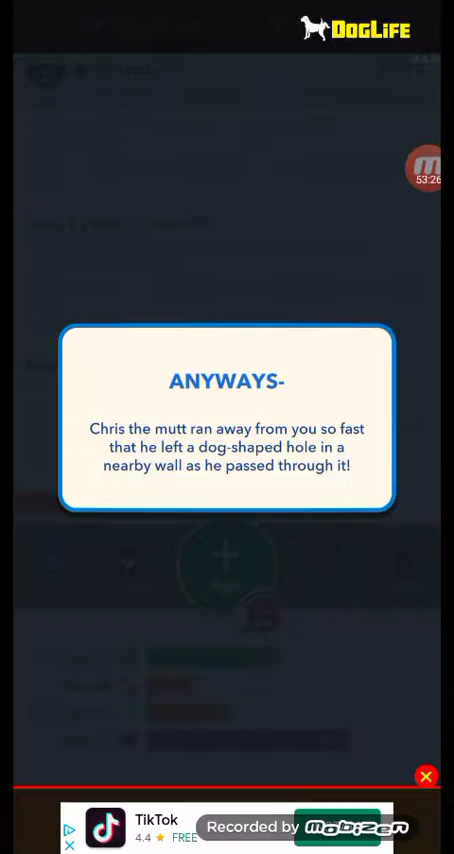 DOGLIFE
53:26
ANYWAYS-
Chris the mutt ran away from you so fast
that he left a dog-shaped hole in a
nearby wall as he passed through it!
TikTok
4.4 ★ FREE
Recorded by mobizen